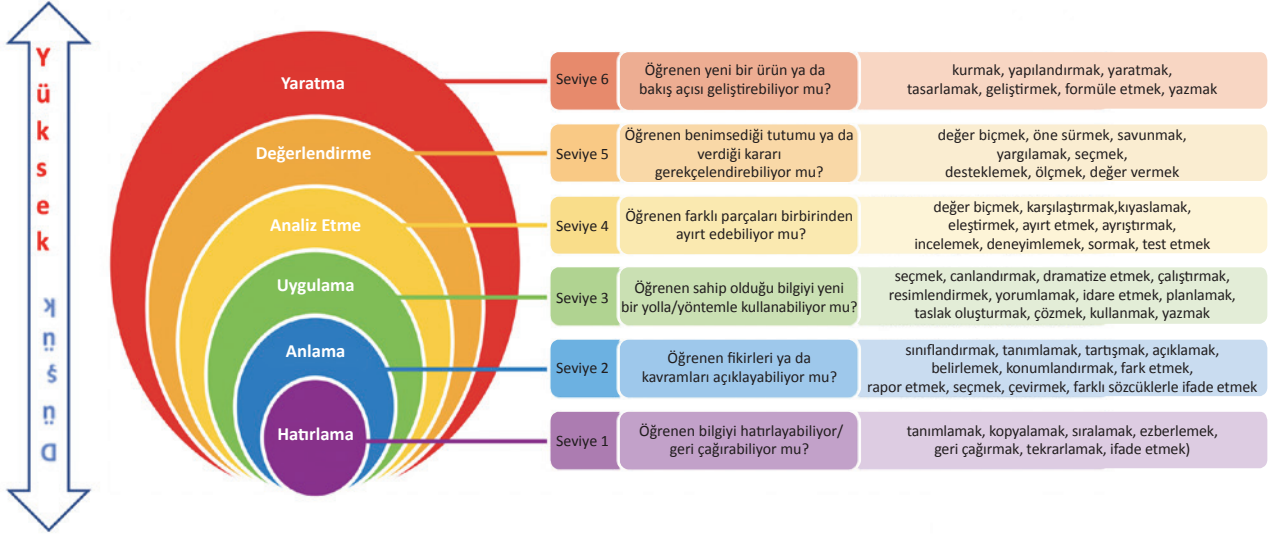 Yüksek
Düşük
Yaratma
Değerlendirme
Analiz Etme
Uygulama
Anlama
Hatırlama
Seviye 6
Öğrenen yeni bir ürün ya da
bakış açısı geliştirebiliyor mu?
kurmak, yapılandırmak, yaratmak,
tasarlamak, geliştirmek, formüle etmek, yazmak
Seviye 5
Öğrenen benimsediği tutumu ya da
verdiği kararı
gerekçelendirebiliyor mu?
değer biçmek, öne sürmek, savunmak,
yargılamak, seçmek,
desteklemek, ölçmek, değer vermek
Seviye 4
Öğrenen farklı parçaları birbirinden
ayırt edebiliyor mu?
değer biçmek, karşılaştırmak,kıyaslamak,
eleştirmek, ayırt etmek, ayrıştırmak,
incelemek, deneyimlemek, sormak, test etmek
Seviye 3
Öğrenen sahip olduğu bilgiyi yeni
bir yolla/yöntemle kullanabiliyor mu?
seçmek, canlandırmak, dramatize etmek, çalıştırmak,
resimlendirmek, yorumlamak, idare etmek, planlamak,
taslak oluşturmak, çözmek, kullanmak, yazmak
Seviye 2
Öğrenen fikirleri ya da
kavramları açıklayabiliyor mu?
sınıflandırmak, tanımlamak, tartışmak, açıklamak,
belirlemek, konumlandırmak, fark etmek,
rapor etmek, seçmek, çevirmek, farklı sözcüklerle ifade etmek
Seviye 1
Öğrenen bilgiyi hatırlayabiliyor/
geri çağırabiliyor mu?
tanımlamak, kopyalamak, sıralamak, ezberlemek,
geri çağırmak, tekrarlamak, ifade etmek)